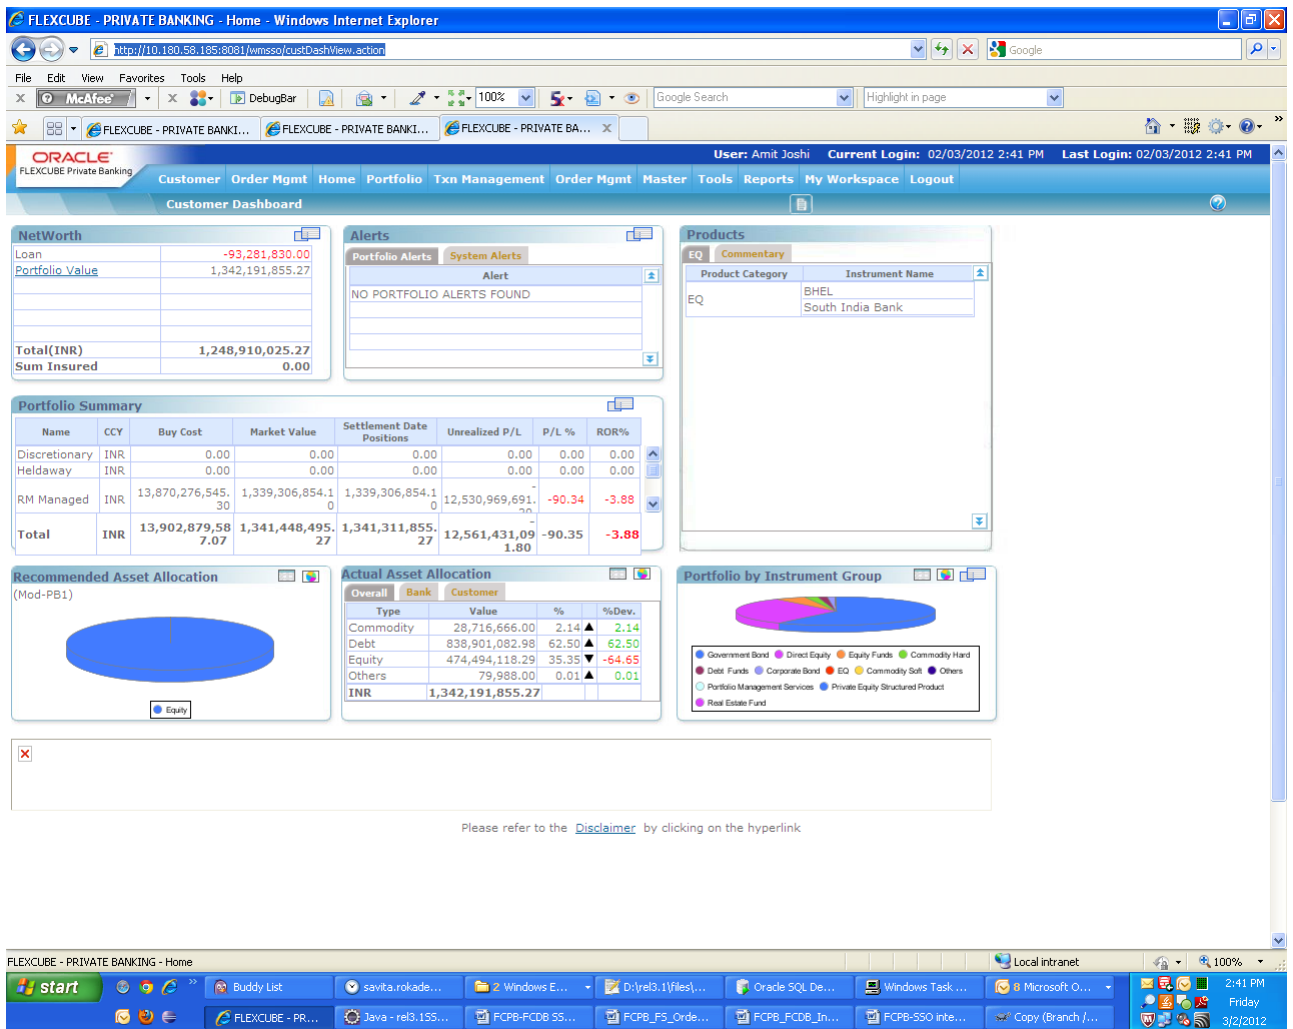 FLEXCUBE - PRIVATE BANKING - Home - Windows Internet Explorer
http://10.180.58.185:8081/wmsso/custDashView.action
Google
File Edit View Favorites Tools Help
x McAfee x DebugBar 100% Google Search Highlight in page
FLEXCUBE - PRIVATE BANKI... FLEXCUBE - PRIVATE BANKI... FLEXCUBE - PRIVATE BA... X
ORACLE
FLEXCUBE Private Banking
User: Amit Joshi Current Login: 02/03/2012 2:41 PM Last Login: 02/03/2012 2:41 PM
Customer Order Mgmt Home Portfolio Txn Management Order Mgmt Master Tools Reports My Workspace Logout
Customer Dashboard
NetWorth
Loan -93,281,830.00
Portfolio Value 1,342,191,855.27
Total(INR) 1,248,910,025.27
Sum Insured 0.00
Alerts
Portfolio Alerts System Alerts
Alert
NO PORTFOLIO ALERTS FOUND
Products
EQ Commentary
Product Category Instrument Name
EQ BHEL
South India Bank
Portfolio Summary
Name CCY Buy Cost Market Value Settlement Date Positions Unrealized P/L P/L % ROR%
Discretionary INR 0.00 0.00 0.00 0.00 0.00 0.00
Heldaway INR 0.00 0.00 0.00 0.00 0.00 0.00
RM Managed INR 13,870,276,545.30 1,339,306,854.10 1,339,306,854.10 -12,530,969,691. -90.34 -3.88
Total INR 13,902,879,587.07 1,341,448,495.27 1,341,311,855.27 -12,561,431,091.80 -90.35 -3.88
Recommended Asset Allocation
(Mod-PB1)
Equity
Actual Asset Allocation
Overall Bank Customer
Type Value % %Dev.
Commodity 28,716,666.00 2.14 ▲ 2.14
Debt 838,901,082.98 62.50 ▲ 62.50
Equity 474,494,118.29 35.35 ▼ -64.65
Others 79,988.00 0.01 ▲ 0.01
INR 1,342,191,855.27
Portfolio by Instrument Group
Government Bond Direct Equity Equity Funds Commodity Hard
Debt Funds Corporate Bond EQ Commodity Soft Others
Portfolio Management Services Private Equity Structured Product
Real Estate Fund
Please refer to the Disclaimer by clicking on the hyperlink
FLEXCUBE - PRIVATE BANKING - Home
Local intranet 100%
start
Buddy List savita.rokade... 2 Windows E... D:\rel3.1\files\... Oracle SQL De... Windows Task ... 8 Microsoft O... 2:41 PM
Friday
FLEXCUBE - PR... Java - rel3.1SS... FCPB-FCDB SS... FCPB_FS_Orde... FCPB_FCDB_In... FCPB-SSO inte... Copy (Branch /... 3/2/2012